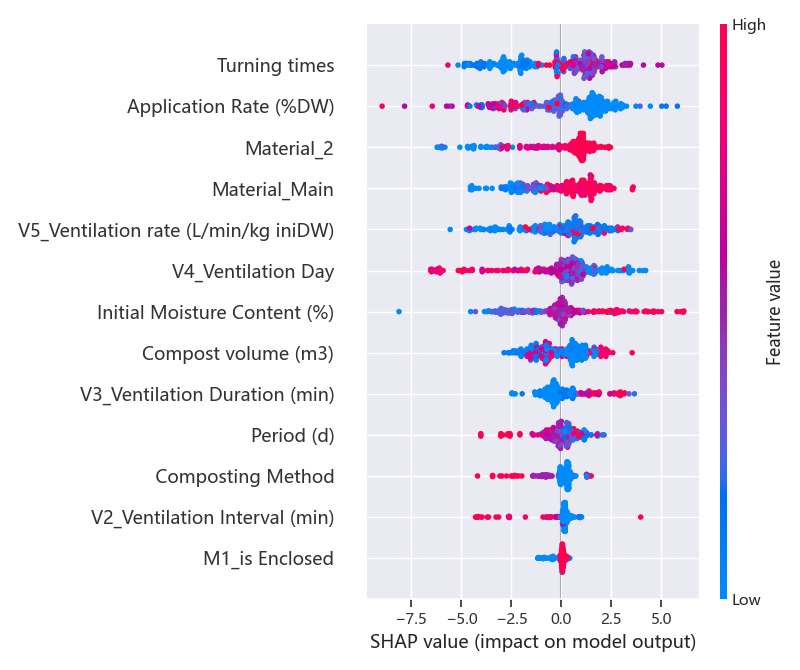 High
Turning times
Application Rate (%DW)
Material_2
Material_Main
V5_Ventilation rate (L/min/kg iniDW)
V4_Ventilation Day
Initial Moisture Content (%)
Compost volume (m3)
V3_Ventilation Duration (min)
Period (d)
Composting Method
V2_Ventilation Interval (min)
M1_is Enclosed
Feature value
Low
−7.5 −5.0 −2.5 0.0 2.5 5.0
SHAP value (impact on model output)